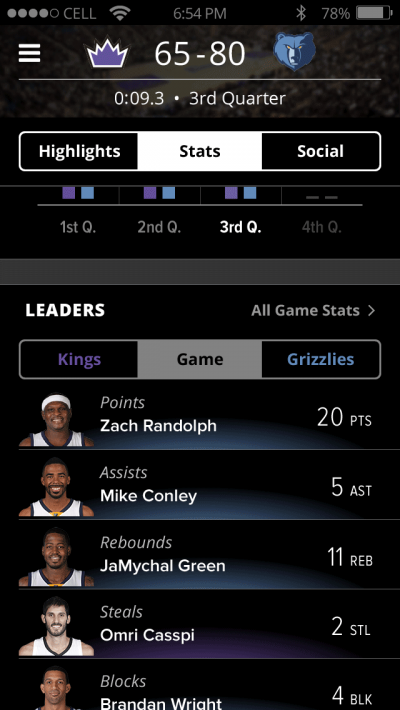 CELL 6:54 PM 78%
65-80
0:09.3 • 3rd Quarter
Highlights Stats Social
1st Q. 2nd Q. 3rd Q. 4th Q.
LEADERS All Game Stats >
Kings Game Grizzlies
Points
Zach Randolph 20 PTS
Assists
Mike Conley 5 AST
Rebounds
JaMychal Green 11 REB
Steals
Omri Casspi 2 STL
Blocks
Brandan Wright 4 BLK